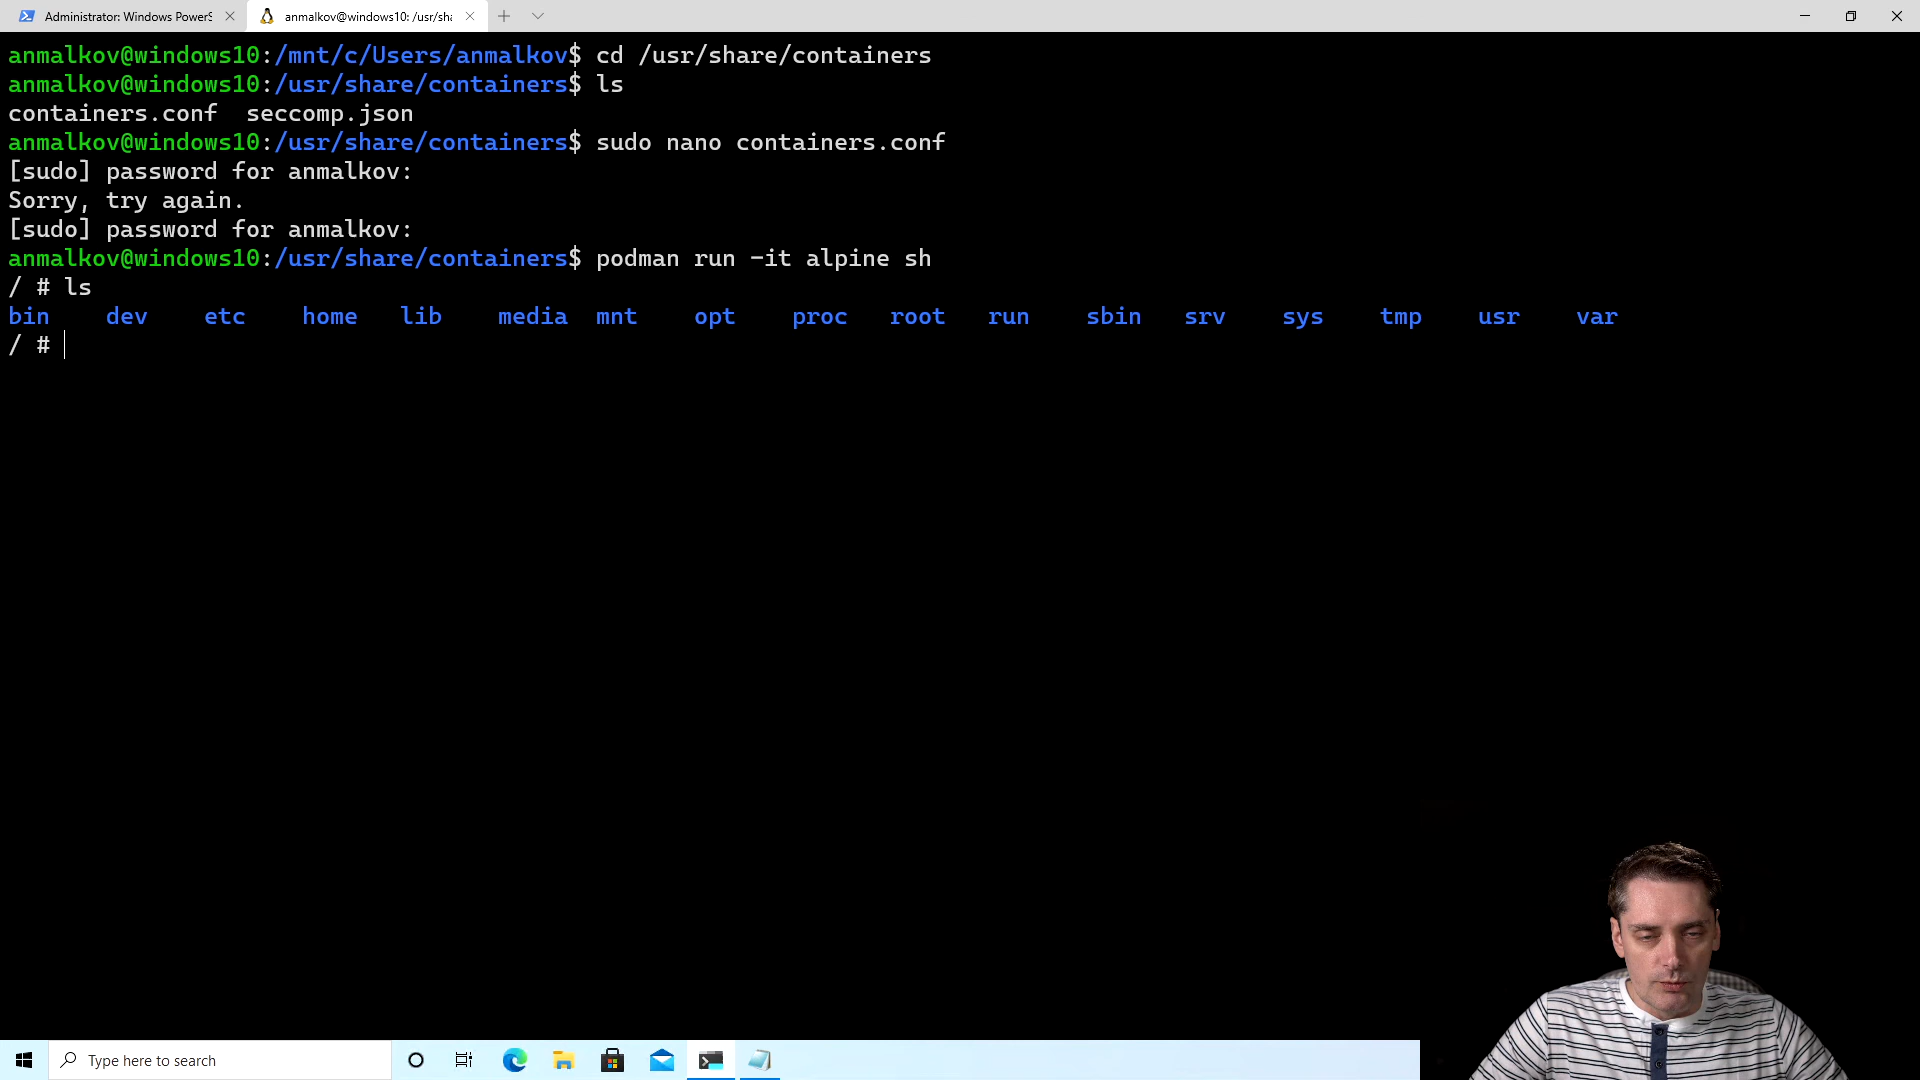 Administrator: Windows PowerS
anmalkov@windows10: /usr/sha
anmalkov@windows10:/mnt/c/Users/anmalkov$ cd /usr/share/containers
anmalkov@windows10:/usr/share/containers$ ls
containers.conf  seccomp.json
anmalkov@windows10:/usr/share/containers$ sudo nano containers.conf
[sudo] password for anmalkov:
Sorry, try again.
[sudo] password for anmalkov:
anmalkov@windows10:/usr/share/containers$ podman run -it alpine sh
/ # ls
bin    dev    etc    home   lib    media  mnt    opt    proc   root   run    sbin   srv    sys    tmp    usr    var
/ #
Type here to search